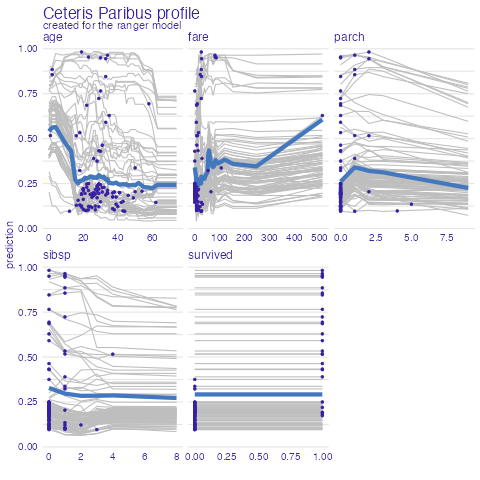 Ceteris Paribus profile
created for the ranger model
age fare parch
1.00
0.75
0.50
0.25
0.00
0 20 40 60 0 100 200 300 400 500 0.0 2.5 5.0 7.5
prediction
sibsp survived
1.00
0.75
0.50
0.25
0.00
0 2 4 6 8 0.00 0.25 0.50 0.75 1.00